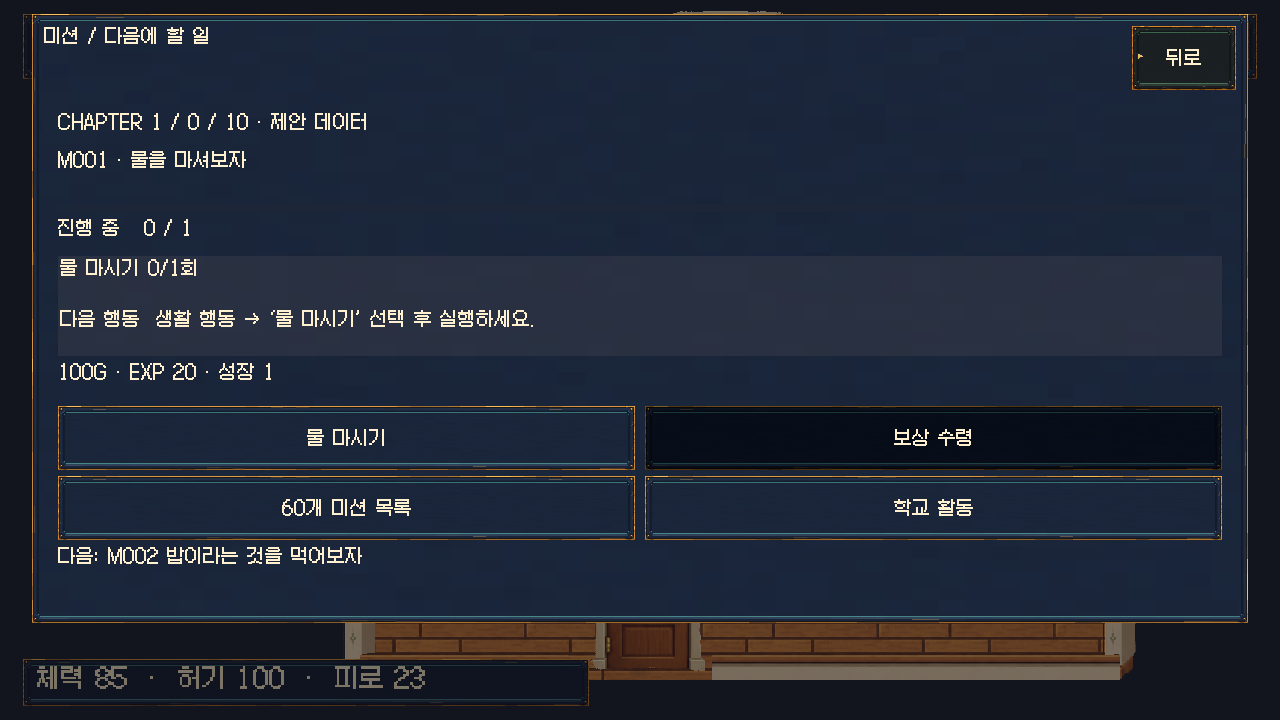 미션 / 다음에 할 일
뒤로
CHAPTER 1 / 0 / 10 · 제안 데이터
M001 · 물을 마셔보자
진행 중 0 / 1
물 마시기 0/1회
다음 행동 생활 행동 → ‘물 마시기’ 선택 후 실행하세요.
100G · EXP 20 · 성장 1
물 마시기
보상 수령
60개 미션 목록
학교 활동
다음: M002 밥이라는 것을 먹어보자
체력 85 · 허기 100 · 피로 23